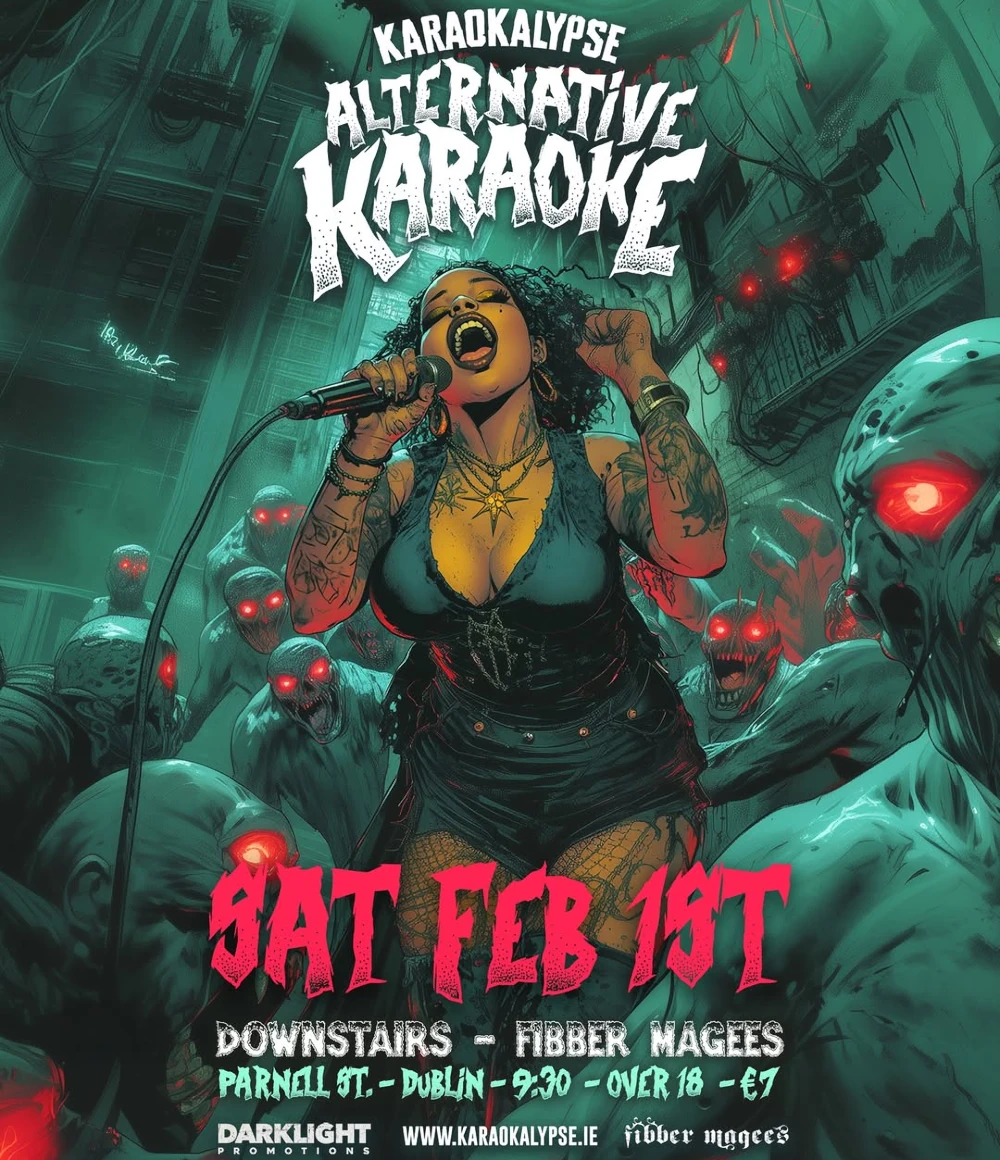 KARAOKALYPSE
ALTERNATIVE
KARAOKE
SAT FEB 1ST
DOWNSTAIRS - FIBBER MAGEES
PARNELL ST. - DUBLIN - 9:30 - OVER 18 - €7
DARKLIGHT PROMOTIONS
WWW.KARAOKALYPSE.IE
fibber magees